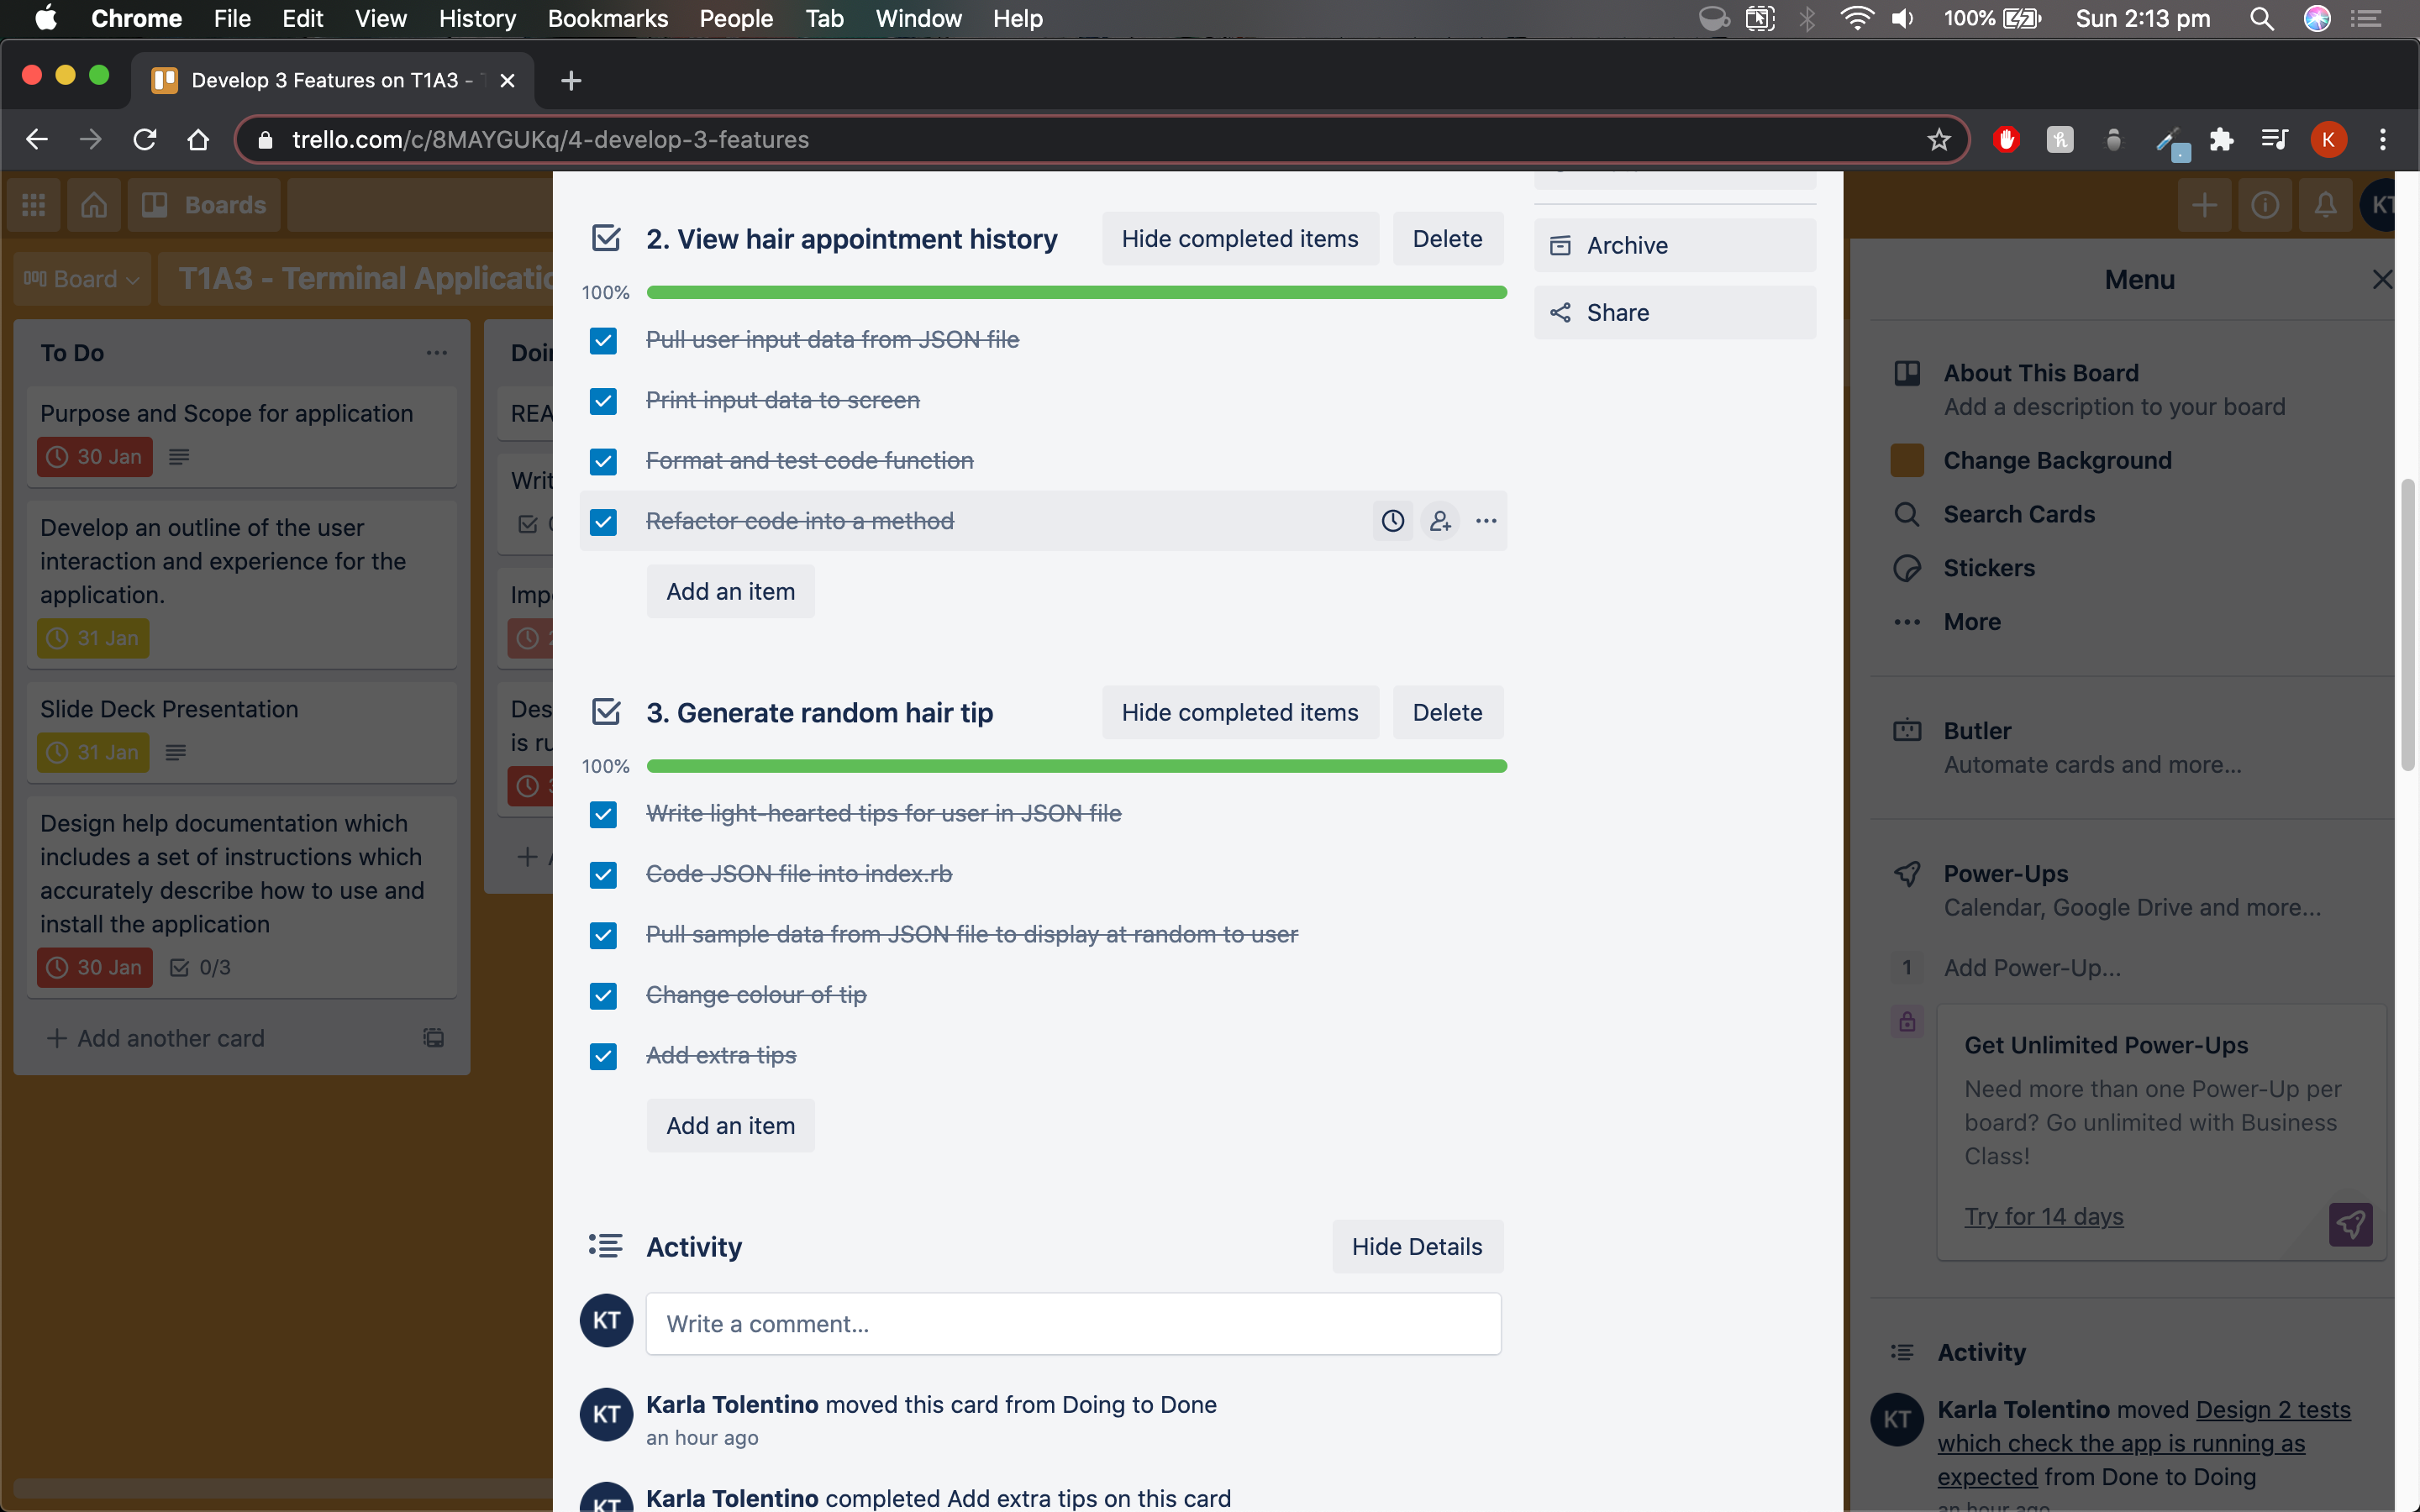 Chrome File Edit View History Bookmarks People Tab Window Help 100% Sun 2:13 pm
Develop 3 Features on T1A3 -
trello.com/c/8MAYGUKq/4-develop-3-features
K
Boards
KT
Board
T1A3 - Terminal Applicatio
To Do
Purpose and Scope for application
30 Jan
Develop an outline of the user
interaction and experience for the
application.
31 Jan
Slide Deck Presentation
31 Jan
Design help documentation which
includes a set of instructions which
accurately describe how to use and
install the application
30 Jan 0/3
Add another card
Doi
REA
Writ
Imp
Des
is ru
2. View hair appointment history
Hide completed items
Delete
100%
Pull user input data from JSON file
Print input data to screen
Format and test code function
Refactor code into a method
Add an item
3. Generate random hair tip
Hide completed items
Delete
100%
Write light-hearted tips for user in JSON file
Code JSON file into index.rb
Pull sample data from JSON file to display at random to user
Change colour of tip
Add extra tips
Add an item
Activity
Hide Details
KT
Write a comment...
KT
Karla Tolentino moved this card from Doing to Done
an hour ago
KT
Karla Tolentino completed Add extra tips on this card
Archive
Share
Menu
About This Board
Add a description to your board
Change Background
Search Cards
Stickers
More
Butler
Automate cards and more...
Power-Ups
Calendar, Google Drive and more...
1 Add Power-Up...
Get Unlimited Power-Ups
Need more than one Power-Up per
board? Go unlimited with Business
Class!
Try for 14 days
Activity
KT
Karla Tolentino moved Design 2 tests
which check the app is running as
expected from Done to Doing
an hour ago